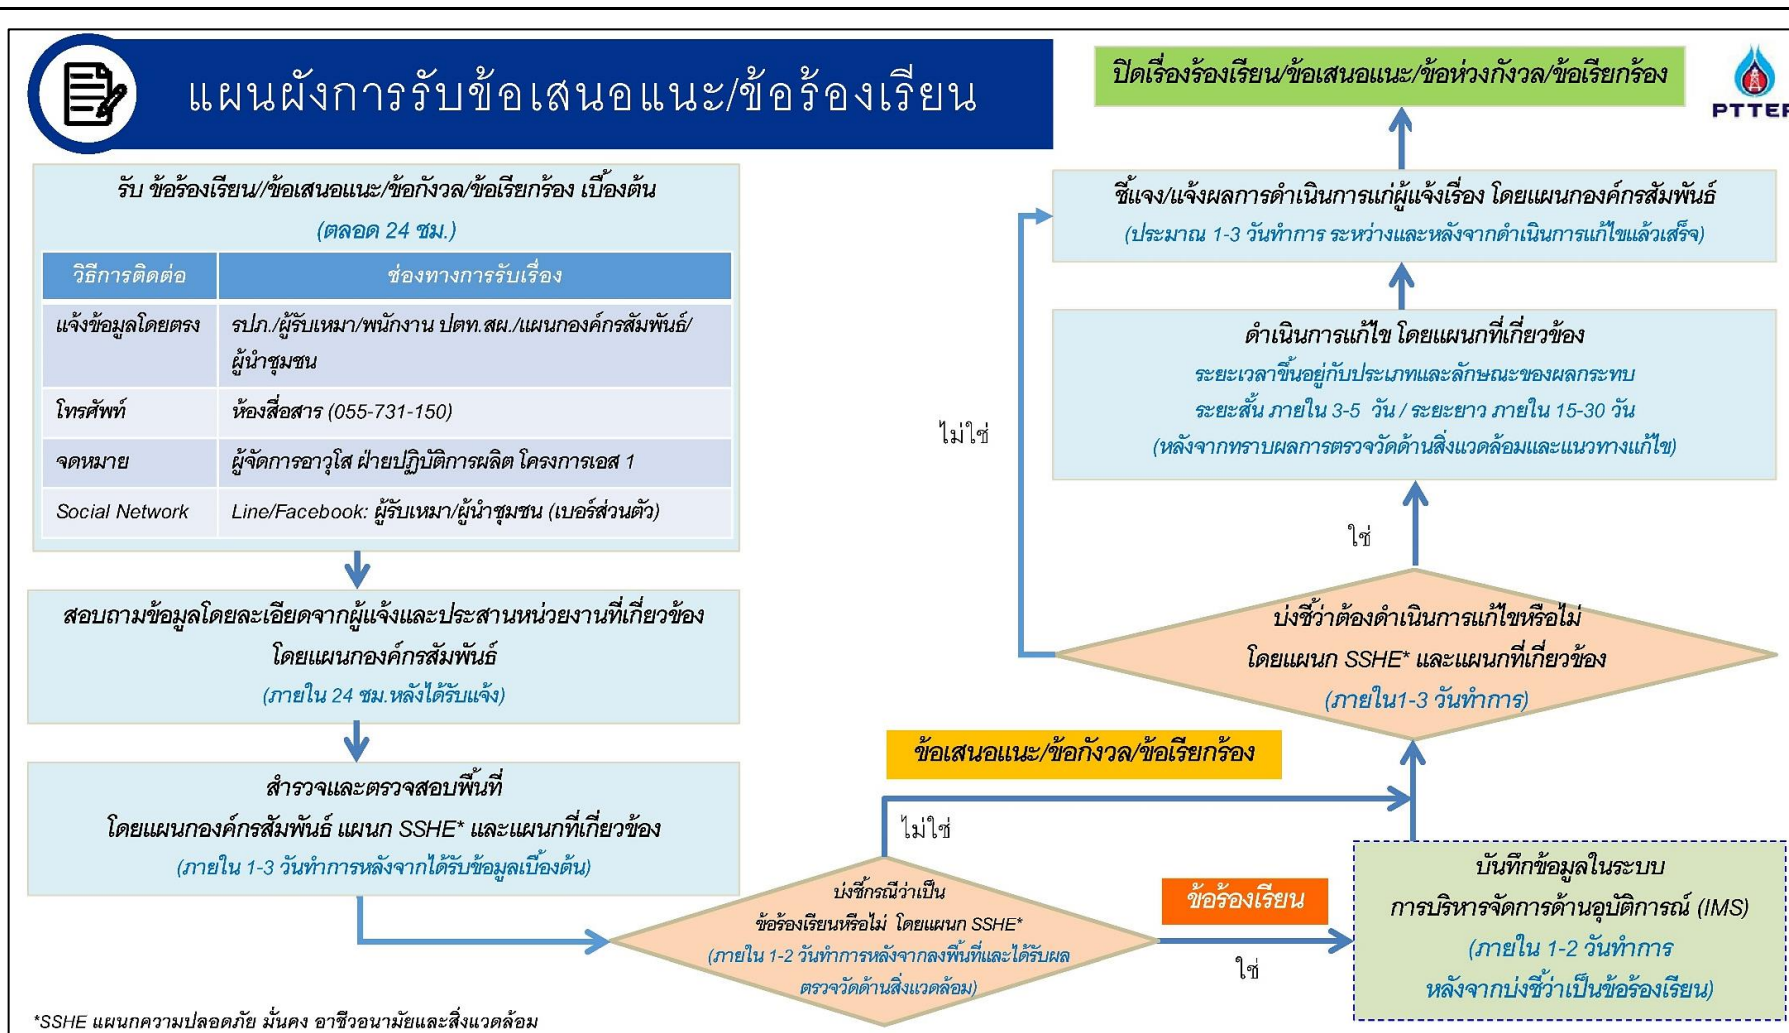 แผนผังการรับข้อเสนอแนะ/ข้อร้องเรียน
รับ ข้อร้องเรียน//ข้อเสนอแนะ/ข้อกังวล/ข้อเรียกร้อง เบื้องต้น
(ตลอด 24 ชม.)
วิธีการติดต่อ ช่องทางการรับเรื่อง
แจ้งข้อมูลโดยตรง รปภ./ผู้รับเหมา/พนักงาน ปตท.สผ./แผนกองค์กรสัมพันธ์/
ผู้นำชุมชน
โทรศัพท์ ห้องสื่อสาร (055-731-150)
จดหมาย ผู้จัดการอาวุโส ฝ่ายปฏิบัติการผลิต โครงการเอส 1
Social Network Line/Facebook: ผู้รับเหมา/ผู้นำชุมชน (เบอร์ส่วนตัว)
สอบถามข้อมูลโดยละเอียดจากผู้แจ้งและประสานหน่วยงานที่เกี่ยวข้อง
โดยแผนกองค์กรสัมพันธ์
(ภายใน 24 ชม.หลังได้รับแจ้ง)
สำรวจและตรวจสอบพื้นที่
โดยแผนกองค์กรสัมพันธ์ แผนก SSHE* และแผนกที่เกี่ยวข้อง
(ภายใน 1-3 วันทำการหลังจากได้รับข้อมูลเบื้องต้น)
บ่งชี้กรณีว่าเป็น
ข้อร้องเรียนหรือไม่ โดยแผนก SSHE*
(ภายใน 1-2 วันทำการหลังจากลงพื้นที่และได้รับผล
ตรวจวัดด้านสิ่งแวดล้อม)
ไม่ใช่
ข้อเสนอแนะ/ข้อกังวล/ข้อเรียกร้อง
ข้อร้องเรียน
ใช่
บันทึกข้อมูลในระบบ
การบริหารจัดการด้านอุบัติการณ์ (IMS)
(ภายใน 1-2 วันทำการ
หลังจากบ่งชี้ว่าเป็นข้อร้องเรียน)
บ่งชี้ว่าต้องดำเนินการแก้ไขหรือไม่
โดยแผนก SSHE* และแผนกที่เกี่ยวข้อง
(ภายใน1-3 วันทำการ)
ใช่
ไม่ใช่
ดำเนินการแก้ไข โดยแผนกที่เกี่ยวข้อง
ระยะเวลาขึ้นอยู่กับประเภทและลักษณะของผลกระทบ
ระยะสั้น ภายใน 3-5 วัน / ระยะยาว ภายใน 15-30 วัน
(หลังจากทราบผลการตรวจวัดด้านสิ่งแวดล้อมและแนวทางแก้ไข)
ชี้แจง/แจ้งผลการดำเนินการแก่ผู้แจ้งเรื่อง โดยแผนกองค์กรสัมพันธ์
(ประมาณ 1-3 วันทำการ ระหว่างและหลังจากดำเนินการแก้ไขแล้วเสร็จ)
ปิดเรื่องร้องเรียน/ข้อเสนอแนะ/ข้อห่วงกังวล/ข้อเรียกร้อง
PTTEP
*SSHE แผนกความปลอดภัย มั่นคง อาชีวอนามัยและสิ่งแวดล้อม